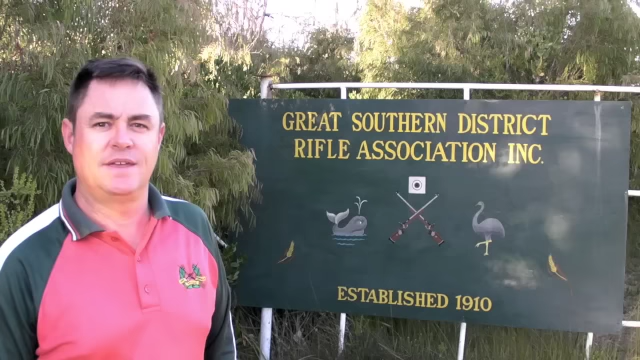 GREAT SOUTHERN DISTRICT
RIFLE ASSOCIATION INC.
ESTABLISHED 1910